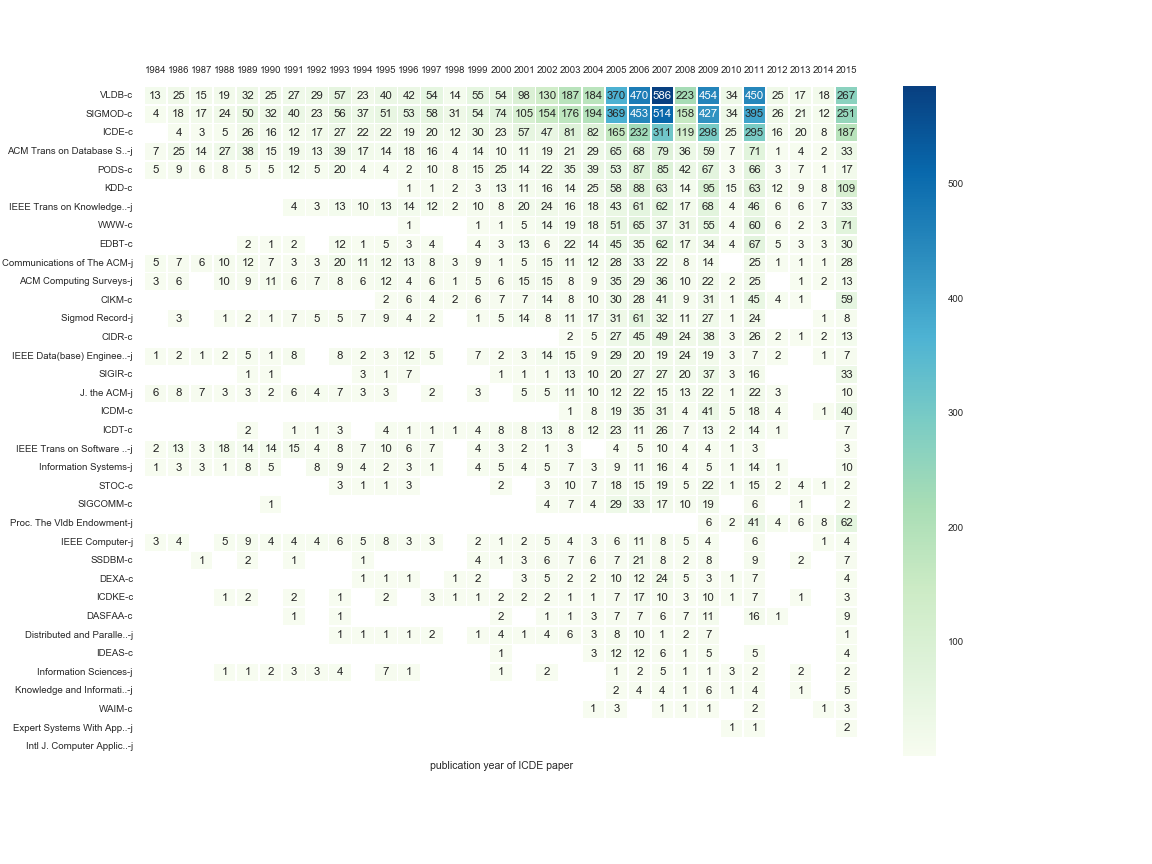 1984 1986 1987 1988 1989 1990 1991 1992 1993 1994 1995 1996 1997 1998 1999 2000 2001 2002 2003 2004 2005 2006 2007 2008 2009 2010 2011 2012 2013 2014 2015
VLDB-c 13 25 15 19 32 25 27 29 57 23 40 42 54 14 55 54 98 130 187 184 370 470 586 223 454 34 450 25 17 18 267
SIGMOD-c 4 18 17 24 50 32 40 23 56 37 51 53 58 31 54 74 105 154 176 194 369 453 514 158 427 34 395 26 21 12 251
ICDE-c 4 3 5 26 16 12 17 27 22 22 19 20 12 30 23 57 47 81 82 165 232 311 119 298 25 295 16 20 8 187
ACM Trans on Database S..-j 7 25 14 27 38 15 19 13 39 17 14 18 16 4 14 10 11 19 21 29 65 68 79 36 59 7 71 1 4 2 33
PODS-c 5 9 6 8 5 5 12 5 20 4 4 2 10 8 15 25 14 22 35 39 53 87 85 42 67 3 66 3 7 1 17
KDD-c 1 1 2 3 13 11 16 14 25 58 88 63 14 95 15 63 12 9 8 109
500
IEEE Trans on Knowledge..-j 4 3 13 10 13 14 12 2 10 8 20 24 16 18 43 61 62 17 68 4 46 6 6 7 33
WWW-c 1 1 1 5 14 19 18 51 65 37 31 55 4 60 6 2 3 71
EDBT-c 2 1 2 12 1 5 3 4 4 3 13 6 22 14 45 35 62 17 34 4 67 5 3 3 30
Communications of The ACM-j 5 7 6 10 12 7 3 3 20 11 12 13 8 3 9 1 5 15 11 12 28 33 22 8 14 25 1 1 1 28
ACM Computing Surveys-j 3 6 10 9 11 6 7 8 6 12 4 6 1 5 6 15 15 8 9 35 29 36 10 22 2 25 1 2 13
CIKM-c 2 6 4 2 6 7 7 14 8 10 30 28 41 9 31 1 45 4 1 59
400
Sigmod Record-j 3 1 2 1 7 5 5 7 9 4 2 1 5 14 8 11 17 31 61 32 11 27 1 24 1 8
CIDR-c 2 5 27 45 49 24 38 3 26 2 1 2 13
IEEE Data(base) Enginee..-j 1 2 1 2 5 1 8 8 2 3 12 5 7 2 3 14 15 9 29 20 19 24 19 3 7 2 1 7
SIGIR-c 1 1 3 1 7 1 1 1 13 10 20 27 27 20 37 3 16 33
J. the ACM-j 6 8 7 3 3 2 6 4 7 3 3 2 3 5 5 11 10 12 22 15 13 22 1 22 3 10
ICDM-c 1 8 19 35 31 4 41 5 18 4 1 40
300
ICDT-c 2 1 1 3 4 1 1 1 4 8 8 13 8 12 23 11 26 7 13 2 14 1 7
IEEE Trans on Software ..-j 2 13 3 18 14 14 15 4 8 7 10 6 7 4 3 2 1 3 4 5 10 4 4 1 3 3
Information Systems-j 1 3 3 1 8 5 8 9 4 2 3 1 4 5 4 5 7 3 9 11 16 4 5 1 14 1 10
STOC-c 3 1 1 3 2 3 10 7 18 15 19 5 22 1 15 2 4 1 2
SIGCOMM-c 1 4 7 4 29 33 17 10 19 6 1 2
Proc. The Vldb Endowment-j 6 2 41 4 6 8 62
200
IEEE Computer-j 3 4 5 9 4 4 4 6 5 8 3 3 2 1 2 5 4 3 6 11 8 5 4 6 1 4
SSDBM-c 1 2 1 1 4 1 3 6 7 6 7 21 8 2 8 9 2 7
DEXA-c 1 1 1 1 2 3 5 2 2 10 12 24 5 3 1 7 4
ICDKE-c 1 2 2 1 2 3 1 1 2 2 2 1 1 7 17 10 3 10 1 7 1 3
DASFAA-c 1 1 2 1 1 3 7 7 6 7 11 16 1 9
Distributed and Paralle..-j 1 1 1 1 2 1 4 1 4 6 3 8 10 1 2 7 1
100
IDEAS-c 1 3 12 12 6 1 5 5 4
Information Sciences-j 1 1 2 3 3 4 7 1 1 2 1 2 5 1 1 3 2 2 2
Knowledge and Informati..-j 2 4 4 1 6 1 4 1 5
WAIM-c 1 3 1 1 1 2 1 3
Expert Systems With App..-j 1 1 2
Intl J. Computer Applic..-j
publication year of ICDE paper